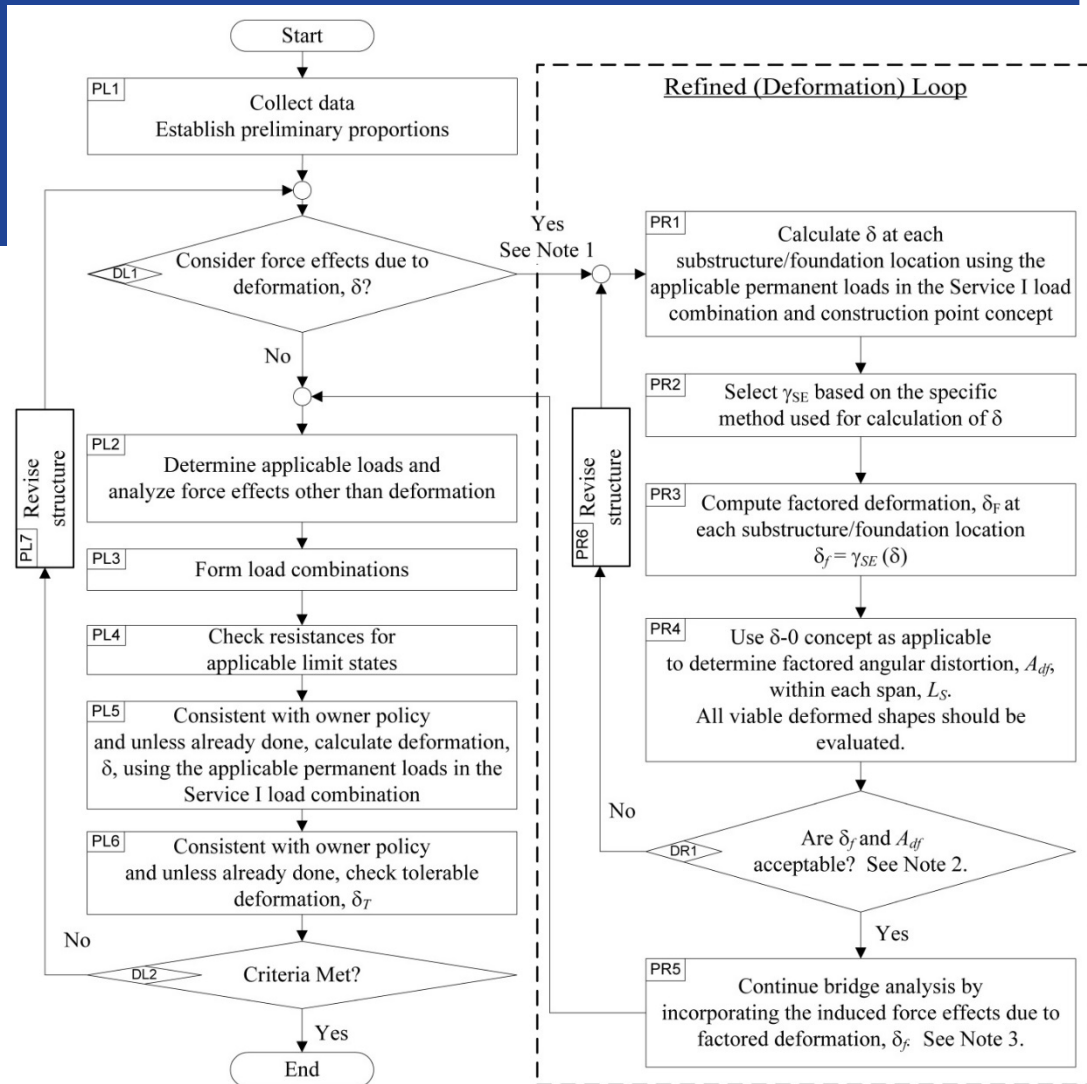 Start
PL1
Collect data
Establish preliminary proportions
DL1
Consider force effects due to
deformation, δ?
Yes
See Note 1
No
PL2
Determine applicable loads and
analyze force effects other than deformation
PL3
Form load combinations
PL4
Check resistances for
applicable limit states
PL5
Consistent with owner policy
and unless already done, calculate deformation,
δ, using the applicable permanent loads in the
Service I load combination
PL6
Consistent with owner policy
and unless already done, check tolerable
deformation, δT
DL2
Criteria Met?
No
Yes
End
PL7
Revise
structure
Refined (Deformation) Loop
PR1
Calculate δ at each
substructure/foundation location using the
applicable permanent loads in the Service I load
combination and construction point concept
PR2
Select γSE based on the specific
method used for calculation of δ
PR3
Compute factored deformation, δF at
each substructure/foundation location
δf = γSE (δ)
PR4
Use δ-0 concept as applicable
to determine factored angular distortion, Adf,
within each span, LS.
All viable deformed shapes should be
evaluated.
DR1
Are δf and Adf
acceptable? See Note 2.
No
Yes
PR5
Continue bridge analysis by
incorporating the induced force effects due to
factored deformation, δf. See Note 3.
PR6
Revise
structure